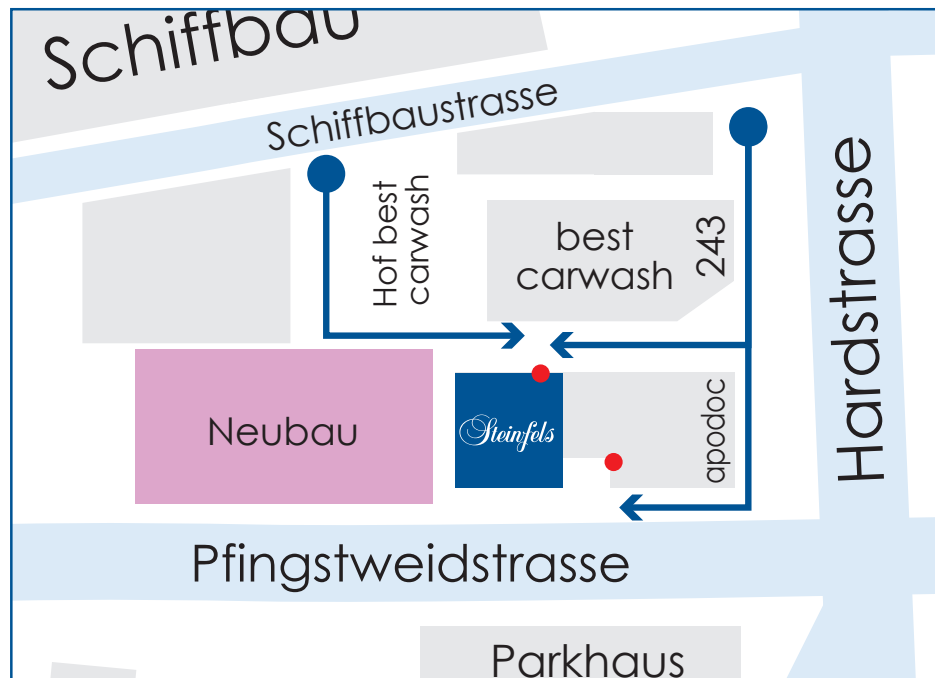 Schiffbau
Schiffbaustrasse
Hof best
carwash
best
carwash
243
Hardstrasse
Neubau
Steinfels
apodoc
Pfingstweidstrasse
Parkhaus